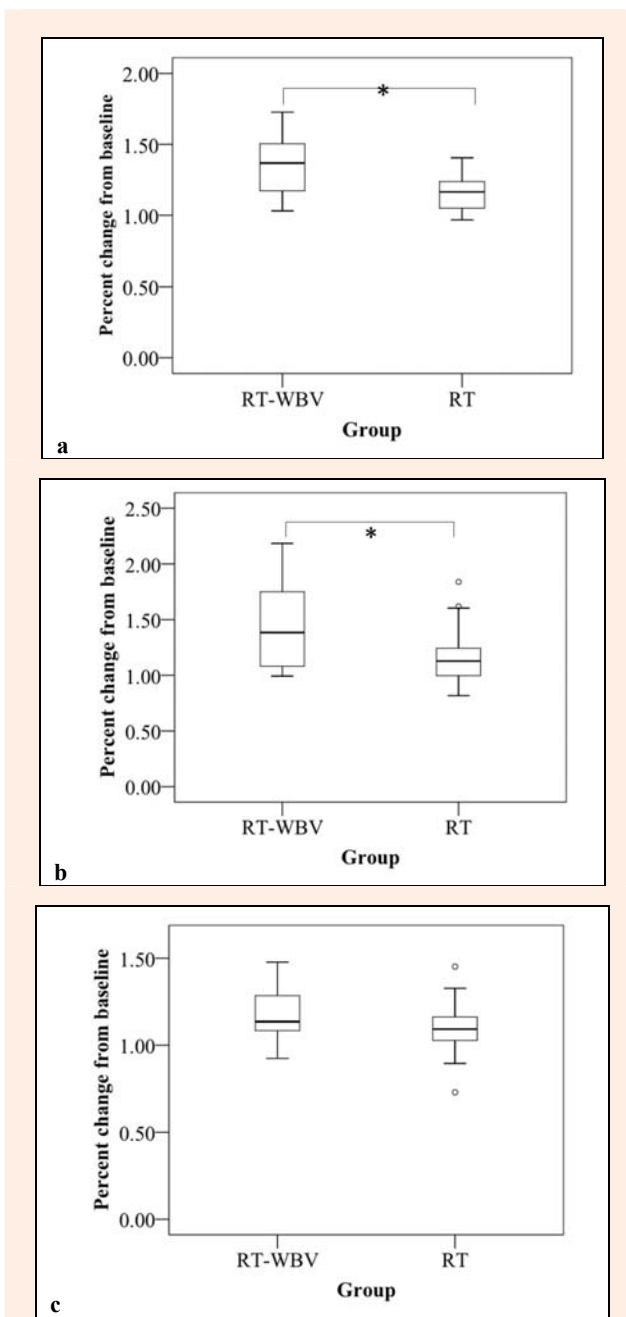 Percent change from baseline
2.00
*
1.50
1.00
0.50
0.00
RT-WBV RT
Group
a
Percent change from baseline
2.50
*
2.00
1.50
1.00
0.50
0.00
RT-WBV RT
Group
b
Percent change from baseline
1.50
1.00
0.50
0.00
RT-WBV RT
Group
c